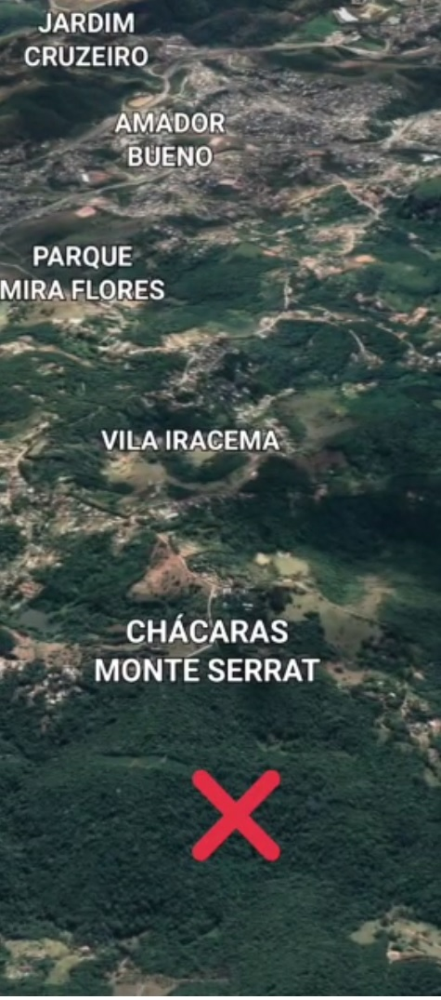 JARDIM
CRUZEIRO
AMADOR
BUENO
PARQUE
MIRA FLORES
VILA IRACEMA
CHÁCARAS
MONTE SERRAT